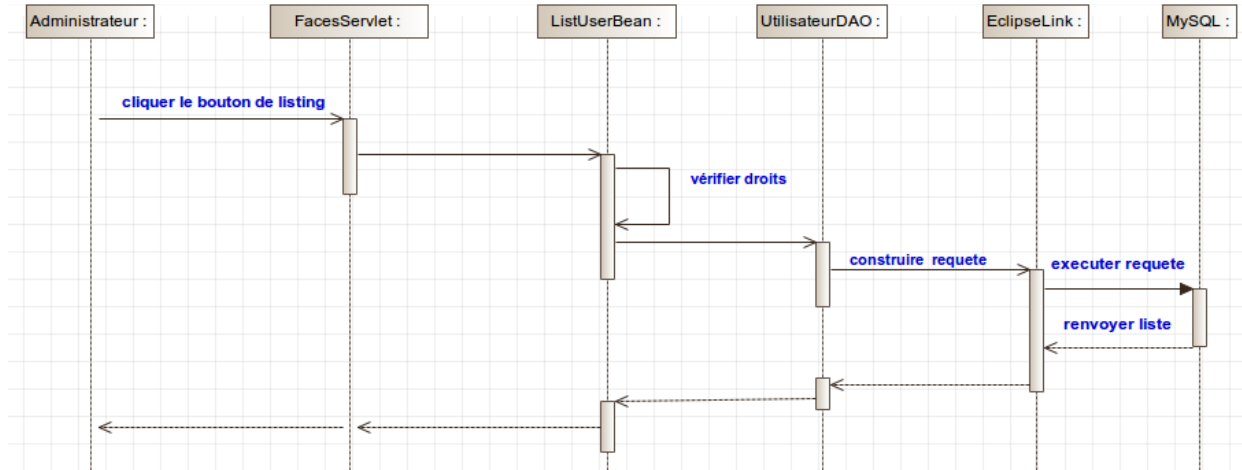 Administrateur :
FacesServlet :
ListUserBean :
UtilisateurDAO :
EclipseLink :
MySQL :
cliquer le bouton de listing
vérifier droits
construire requete
executer requete
renvoyer liste